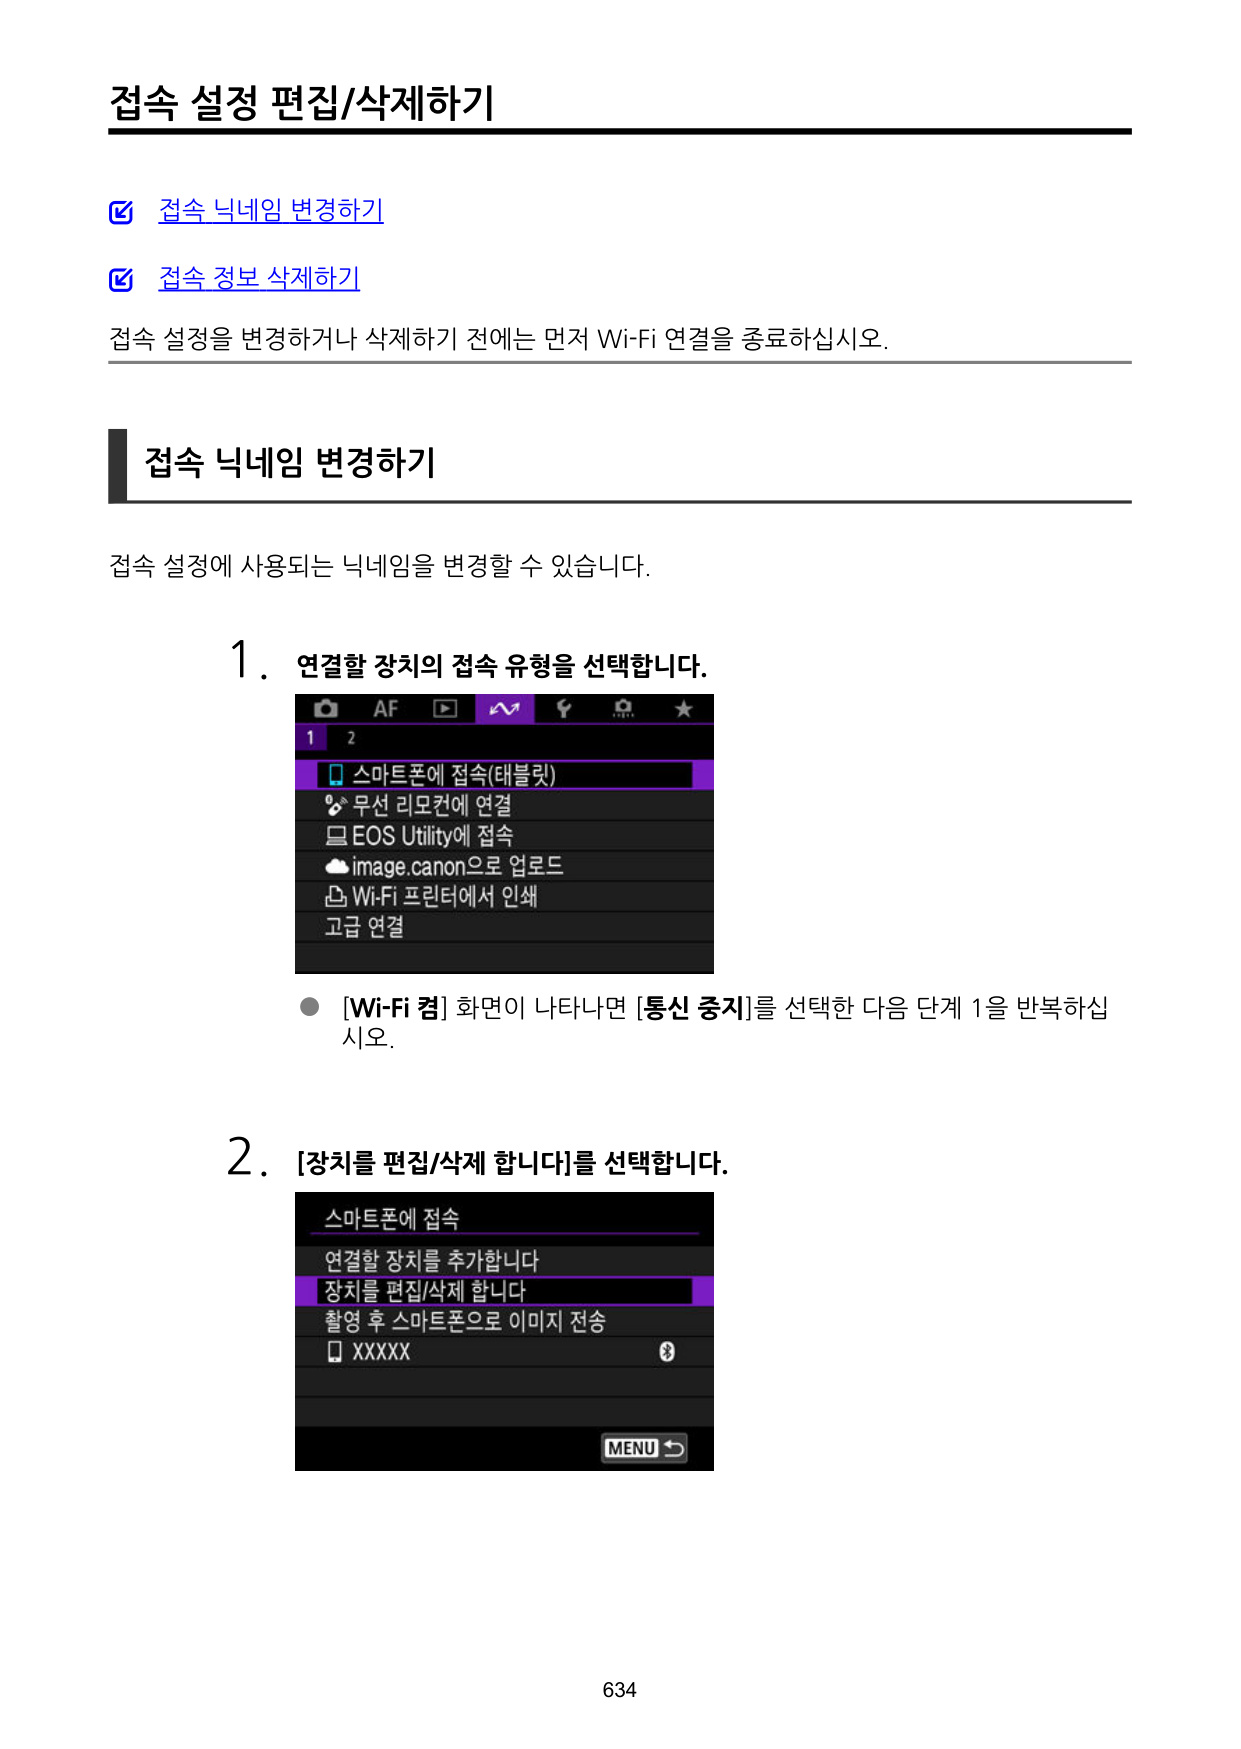 접속 설정 편집/삭제하기
접속 닉네임 변경하기
접속 정보 삭제하기
접속 설정을 변경하거나 삭제하기 전에는 먼저 Wi-Fi 연결을 종료하십시오.
접속 닉네임 변경하기
접속 설정에 사용되는 닉네임을 변경할 수 있습니다.
1. 연결할 장치의 접속 유형을 선택합니다.
AF
1 2
스마트폰에 접속(태블릿)
무선 리모컨에 연결
EOS Utility에 접속
image.canon으로 업로드
Wi-Fi 프린터에서 인쇄
고급 연결
● [Wi-Fi 켬] 화면이 나타나면 [통신 중지]를 선택한 다음 단계 1을 반복하십
시오.
2. [장치를 편집/삭제 합니다]를 선택합니다.
스마트폰에 접속
연결할 장치를 추가합니다
장치를 편집/삭제 합니다
촬영 후 스마트폰으로 이미지 전송
XXXXX
MENU
634